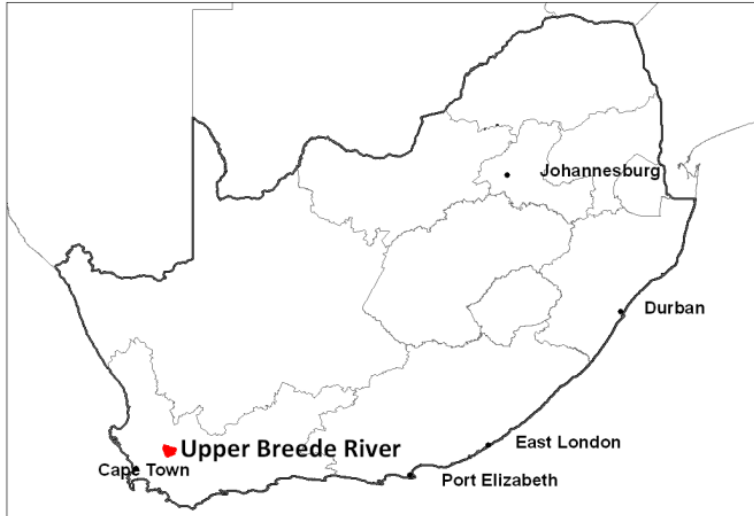 Johannesburg
Durban
East London
Upper Breede River
Cape Town
Port Elizabeth